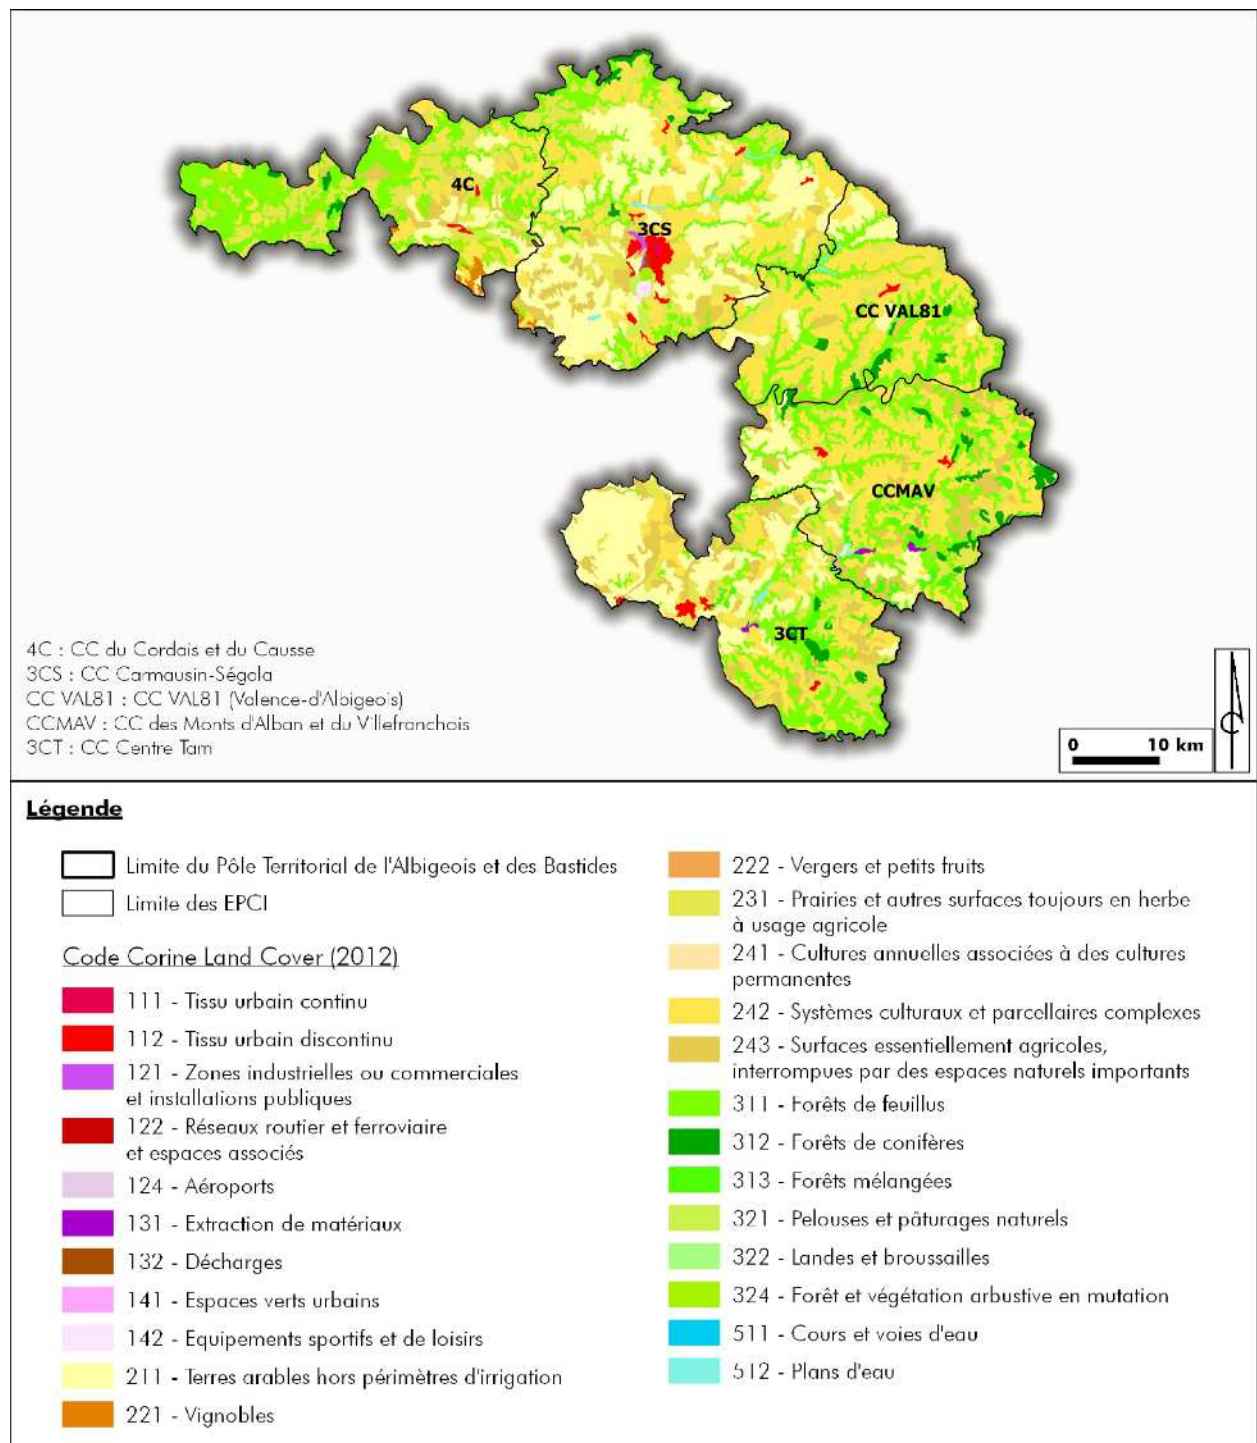 4C
3CS
CC VAL81
CCMAV
3CT
4C : CC du Cordais et du Causse
3CS : CC Carmausin-Ségala
CC VAL81 : CC VAL81 (Valence-d'Albigeois)
CCMAV : CC des Monts d'Alban et du Villefranchois
3CT : CC Centre Tarn
0 10 km
Légende
Limite du Pôle Territorial de l'Albigeois et des Bastides
Limite des EPCI
Code Corine Land Cover (2012)
111 - Tissu urbain continu
112 - Tissu urbain discontinu
121 - Zones industrielles ou commerciales
et installations publiques
122 - Réseaux routier et ferroviaire
et espaces associés
124 - Aéroports
131 - Extraction de matériaux
132 - Décharges
141 - Espaces verts urbains
142 - Equipements sportifs et de loisirs
211 - Terres arables hors périmètres d'irrigation
221 - Vignobles
222 - Vergers et petits fruits
231 - Prairies et autres surfaces toujours en herbe
à usage agricole
241 - Cultures annuelles associées à des cultures
permanentes
242 - Systèmes culturaux et parcellaires complexes
243 - Surfaces essentiellement agricoles,
interrompues par des espaces naturels importants
311 - Forêts de feuillus
312 - Forêts de conifères
313 - Forêts mélangées
321 - Pelouses et pâturages naturels
322 - Landes et broussailles
324 - Forêt et végétation arbustive en mutation
511 - Cours et voies d'eau
512 - Plans d'eau